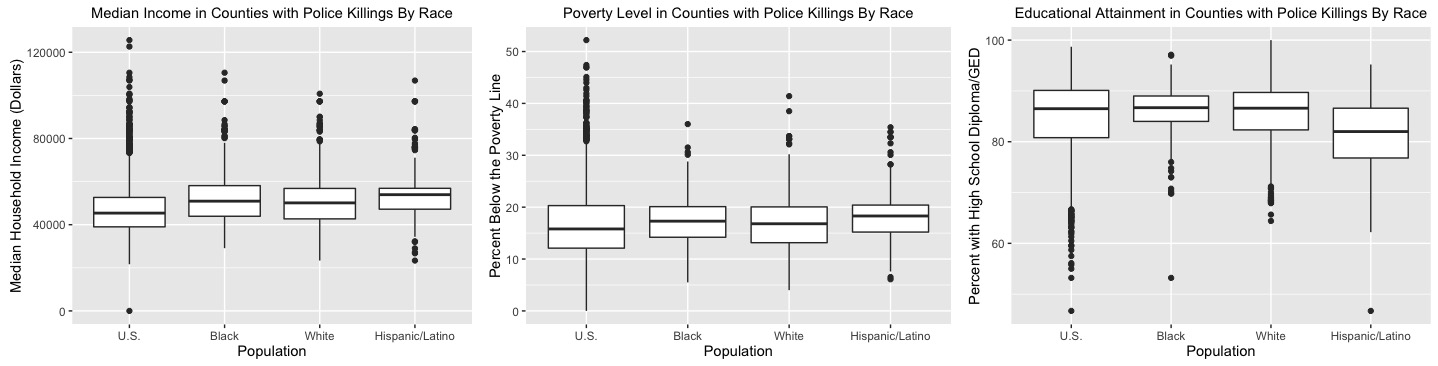 Median Income in Counties with Police Killings By Race
Median Household Income (Dollars)
120000
80000
40000
0
U.S. Black White Hispanic/Latino
Population
Poverty Level in Counties with Police Killings By Race
Percent Below the Poverty Line
50
40
30
20
10
0
U.S. Black White Hispanic/Latino
Population
Educational Attainment in Counties with Police Killings By Race
Percent with High School Diploma/GED
100
80
60
U.S. Black White Hispanic/Latino
Population